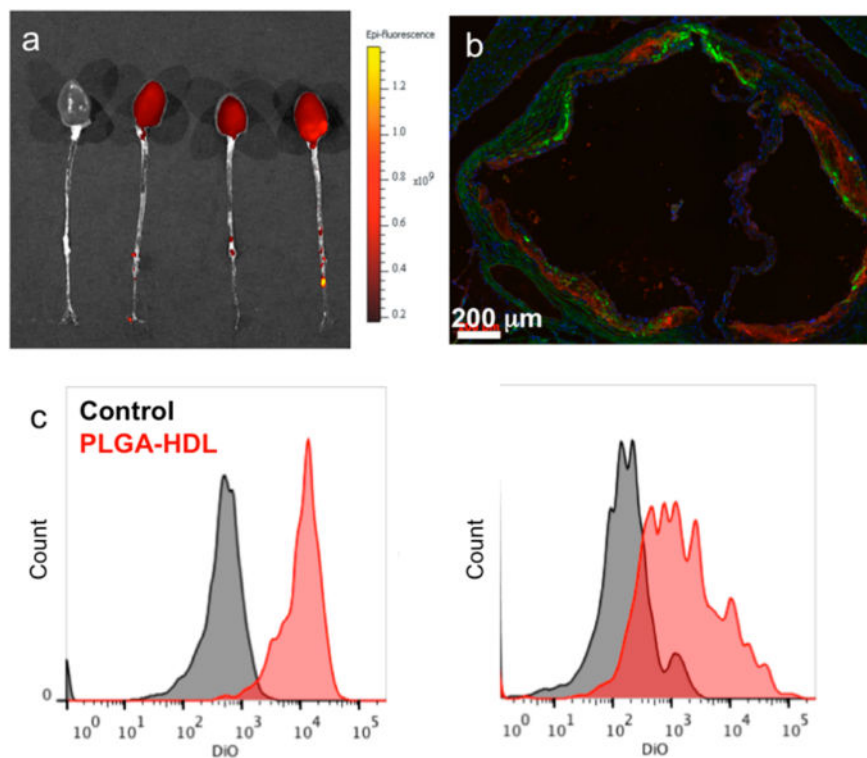 a
Epi-fluorescence
1.2
1.0
x10⁹
0.8
0.6
0.4
0.2
b
200 μm
c
Control
PLGA-HDL
Count
0
10⁰ 10¹ 10² 10³ 10⁴ 10⁵
DiO
Count
10⁰ 10¹ 10² 10³ 10⁴ 10⁵
DiO